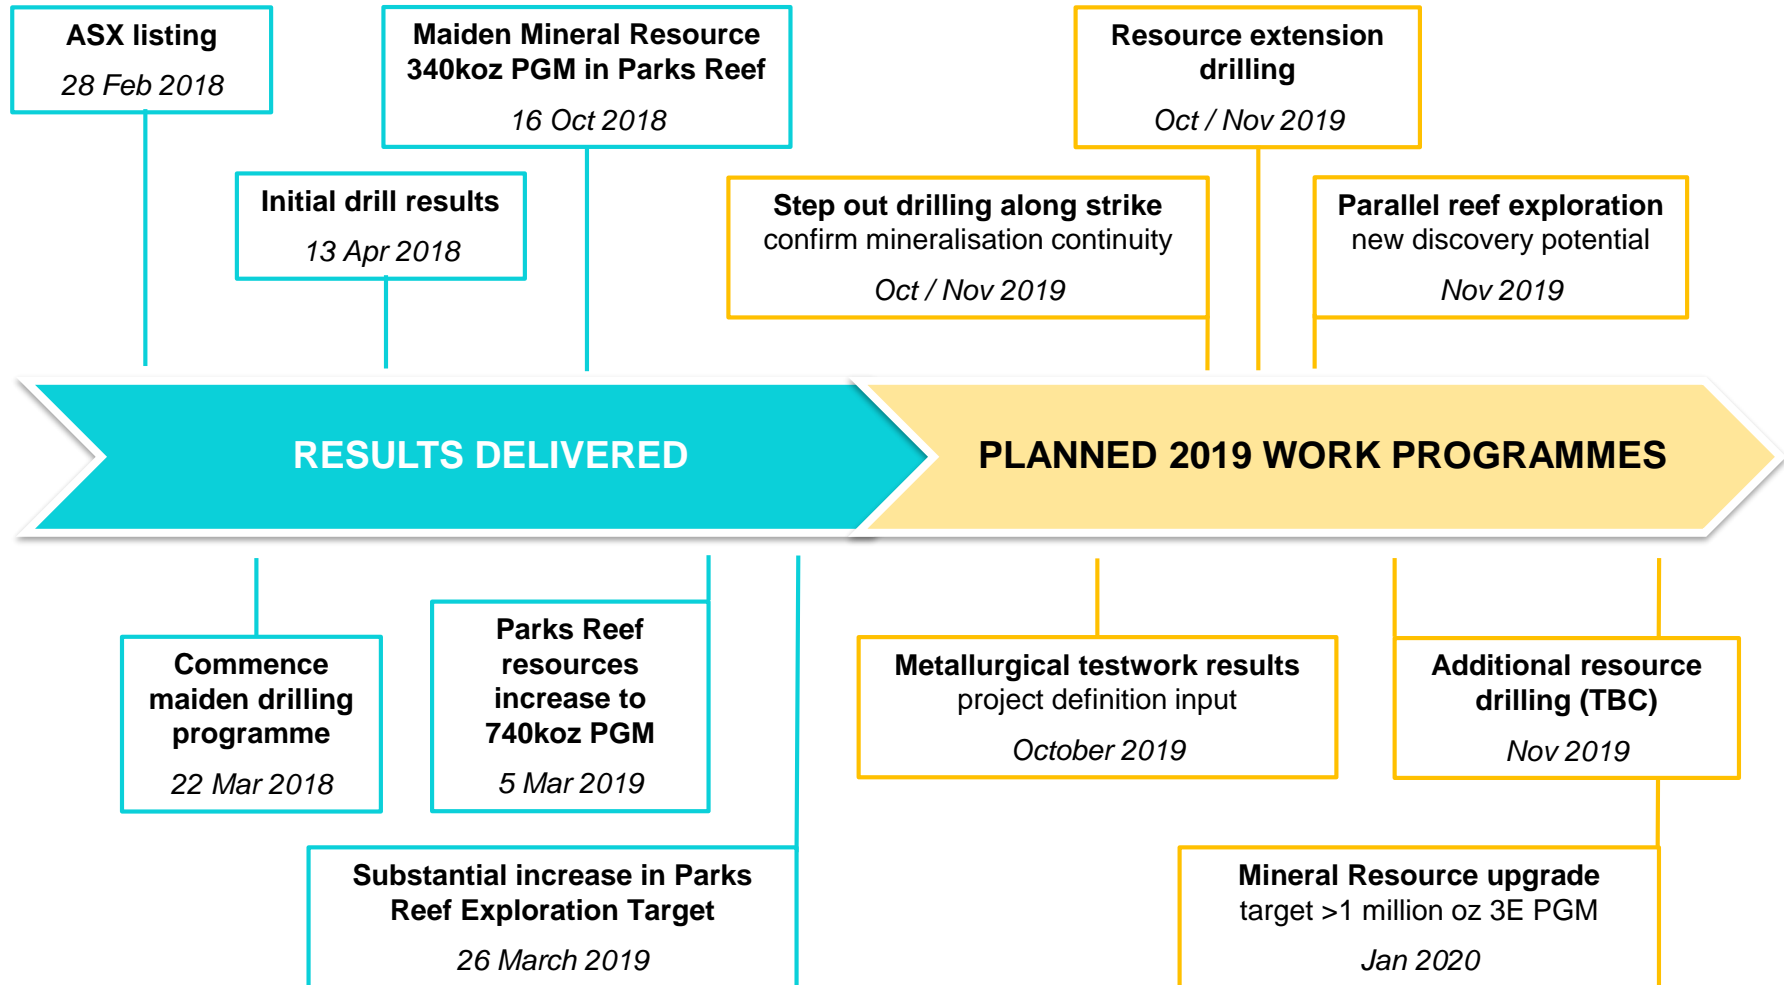 ASX listing
28 Feb 2018
Maiden Mineral Resource
340koz PGM in Parks Reef
16 Oct 2018
Resource extension
drilling
Oct / Nov 2019
Initial drill results
13 Apr 2018
Step out drilling along strike
confirm mineralisation continuity
Oct / Nov 2019
Parallel reef exploration
new discovery potential
Nov 2019
RESULTS DELIVERED
PLANNED 2019 WORK PROGRAMMES
Commence
maiden drilling
programme
22 Mar 2018
Parks Reef
resources
increase to
740koz PGM
5 Mar 2019
Metallurgical testwork results
project definition input
October 2019
Additional resource
drilling (TBC)
Nov 2019
Substantial increase in Parks
Reef Exploration Target
26 March 2019
Mineral Resource upgrade
target >1 million oz 3E PGM
Jan 2020